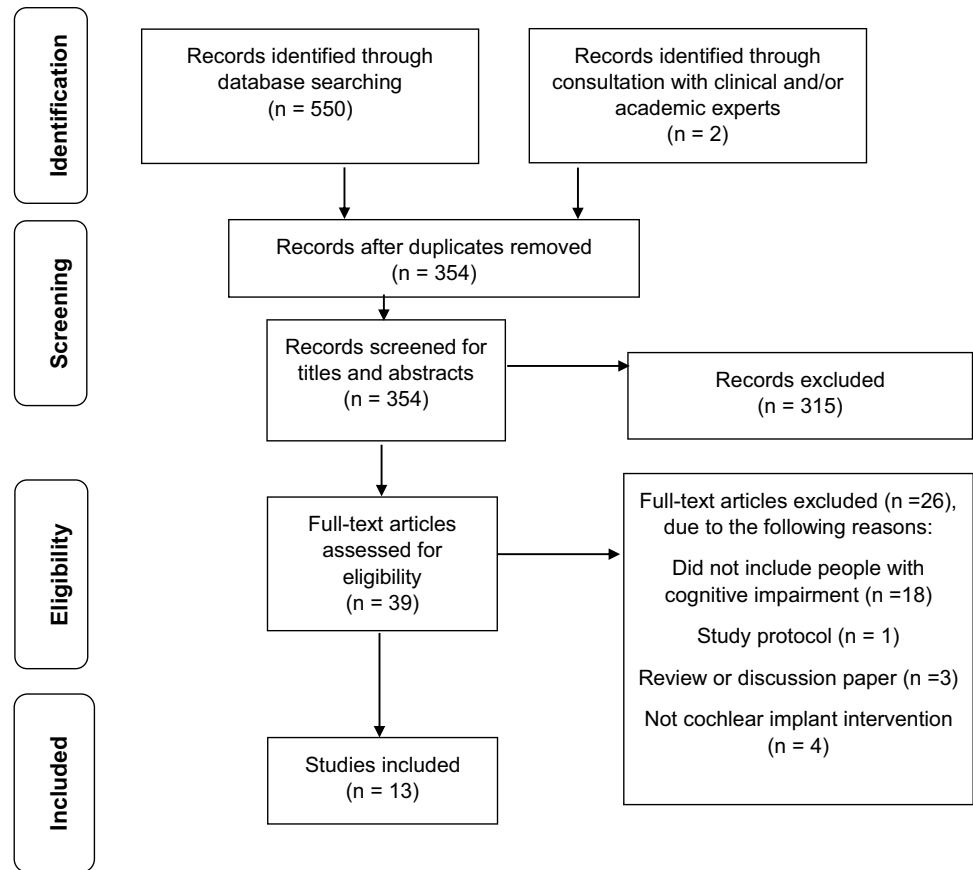 Identification
Records identified through
database searching
(n = 550)
Records identified through
consultation with clinical and/or
academic experts
(n = 2)
Screening
Records after duplicates removed
(n = 354)
Records screened for
titles and abstracts
(n = 354)
Records excluded
(n = 315)
Eligibility
Full-text articles
assessed for
eligibility
(n = 39)
Full-text articles excluded (n =26),
due to the following reasons:
Did not include people with
cognitive impairment (n =18)
Study protocol (n = 1)
Review or discussion paper (n =3)
Not cochlear implant intervention
(n = 4)
Included
Studies included
(n = 13)